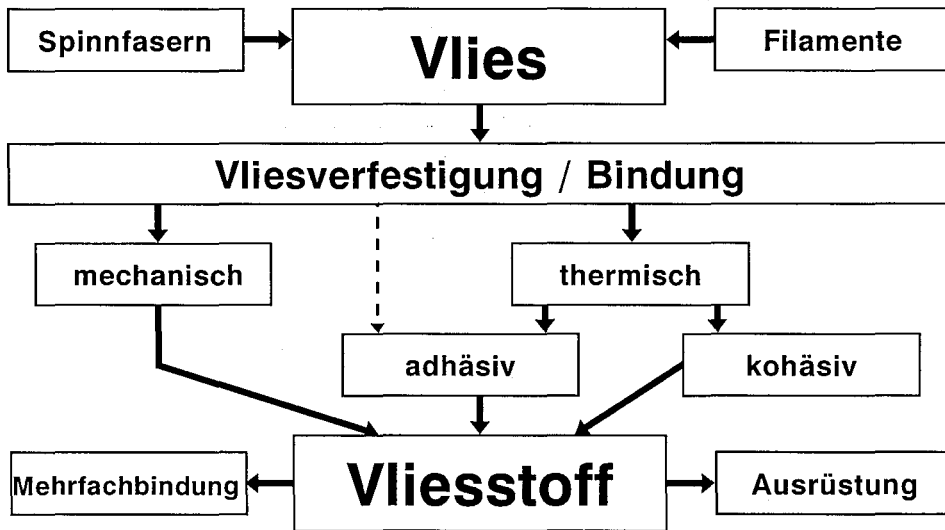 Spinnfasern
Vlies
Filamente
Vliesverfestigung / Bindung
mechanisch
thermisch
adhäsiv
kohäsiv
Mehrfachbindung
Vliesstoff
Ausrüstung